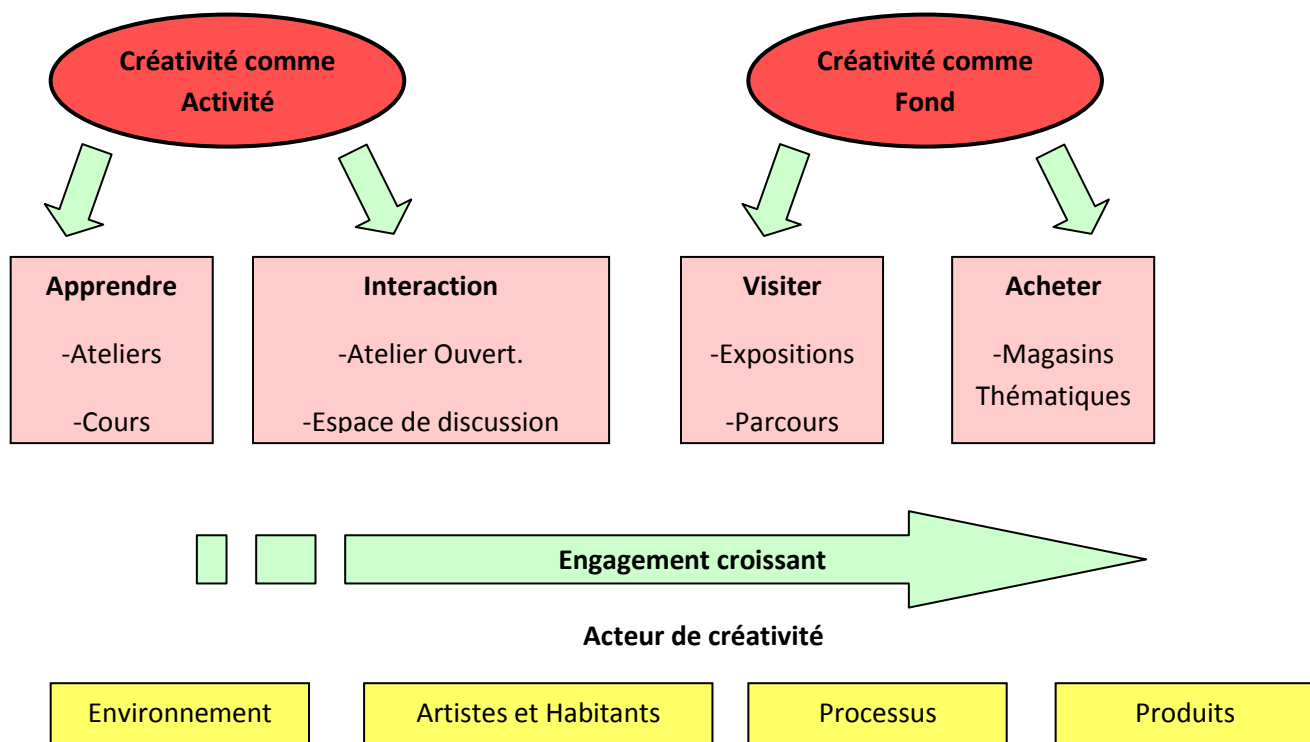 Créativité comme
Activité
Créativité comme
Fond
Apprendre
-Ateliers
-Cours
Interaction
-Atelier Ouvert.
-Espace de discussion
Visiter
-Expositions
-Parcours
Acheter
-Magasins
Thématiques
Engagement croissant
Acteur de créativité
Environnement
Artistes et Habitants
Processus
Produits